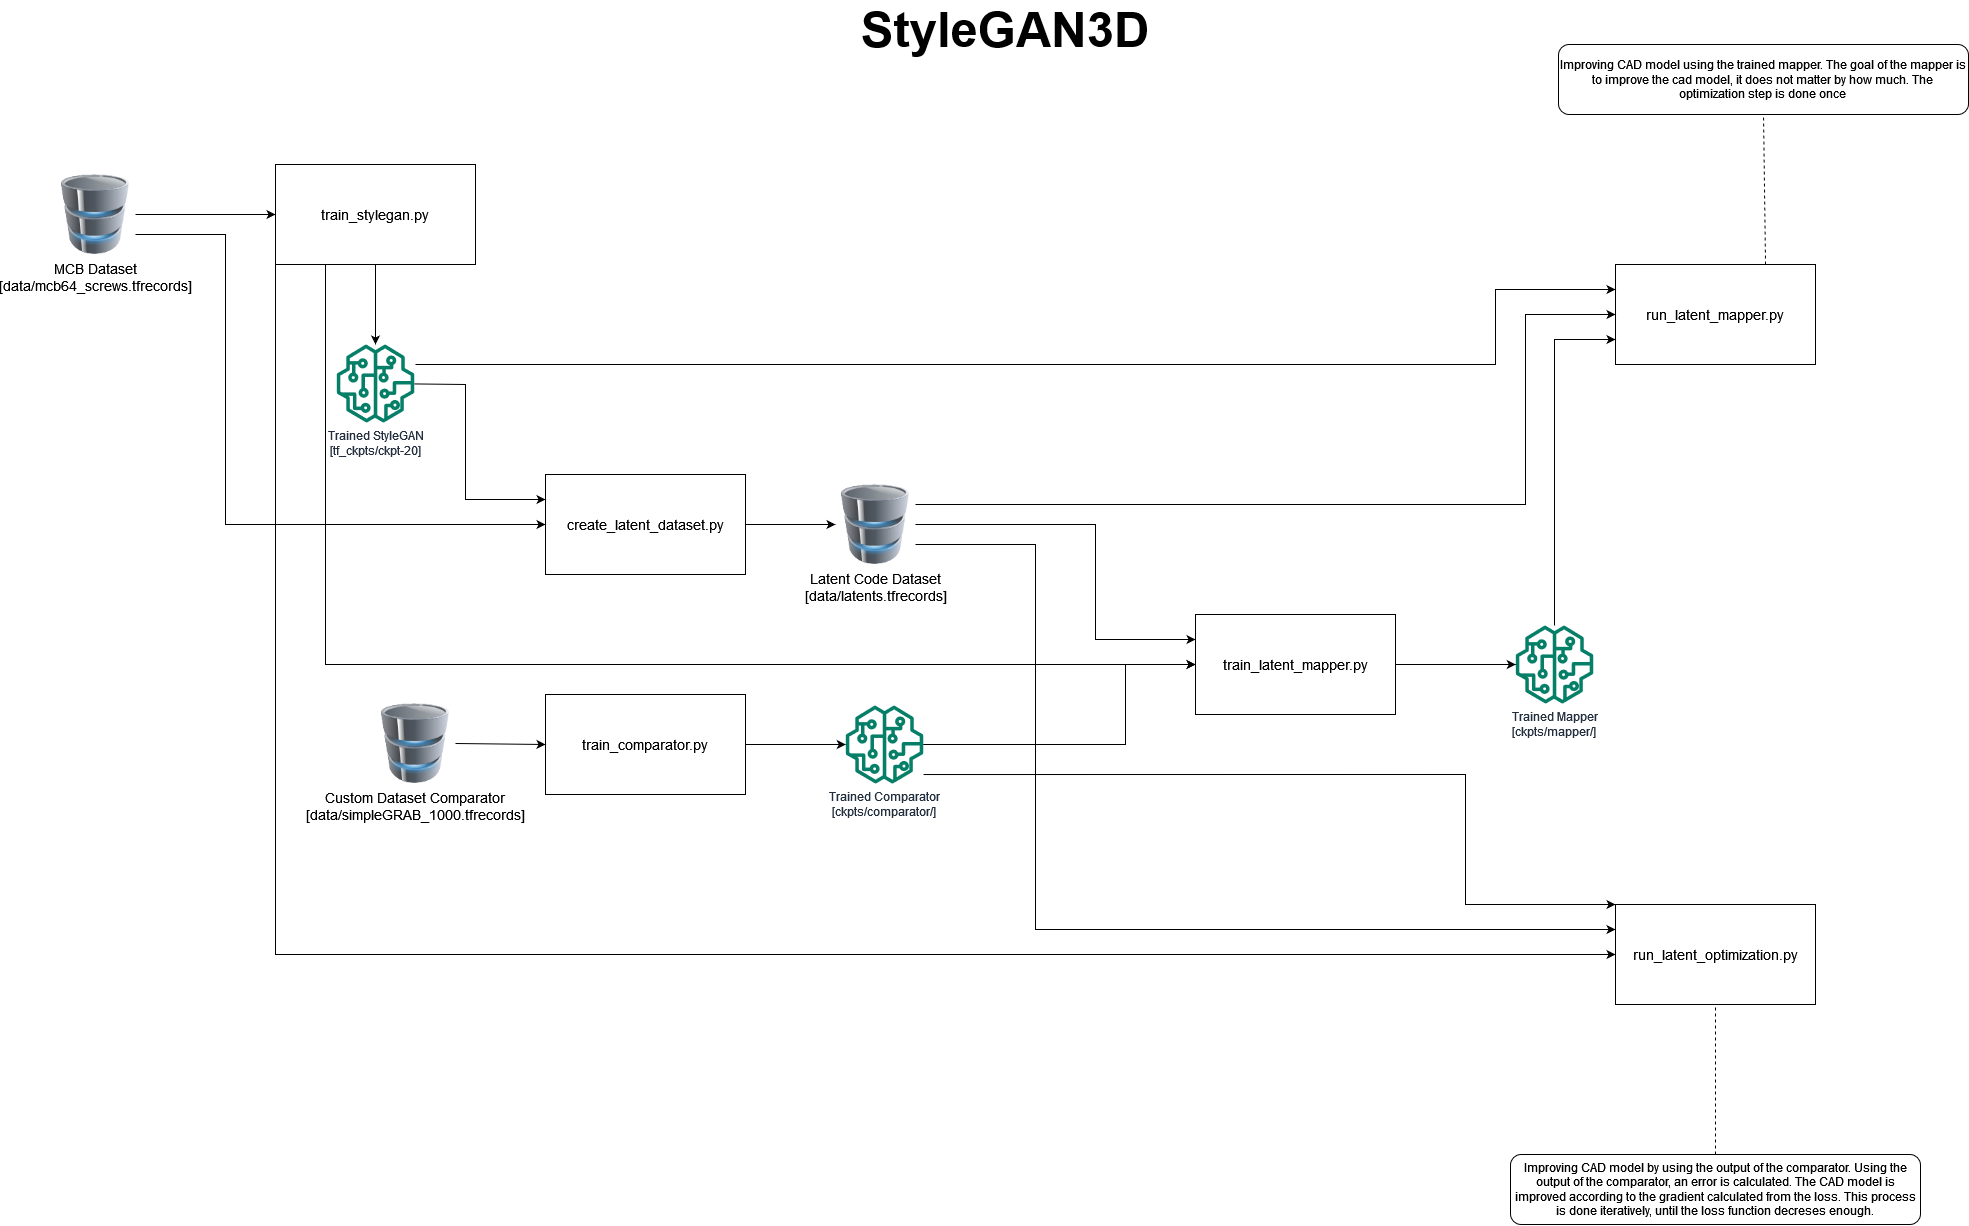 StyleGAN3D
Improving CAD model using the trained mapper. The goal of the mapper is
to improve the cad model, it does not matter by how much. The
optimization step is done once
train_stylegan.py
MCB Dataset
[data/mcb64_screws.tfrecords]
run_latent_mapper.py
Trained StyleGAN
[tf_ckpts/ckpt-20]
create_latent_dataset.py
Latent Code Dataset
[data/latents.tfrecords]
train_latent_mapper.py
Trained Mapper
[ckpts/mapper/]
train_comparator.py
Custom Dataset Comparator
[data/simpleGRAB_1000.tfrecords]
Trained Comparator
[ckpts/comparator/]
run_latent_optimization.py
Improving CAD model by using the output of the comparator. Using the
output of the comparator, an error is calculated. The CAD model is
improved according to the gradient calculated from the loss. This process
is done iteratively, until the loss function decreses enough.